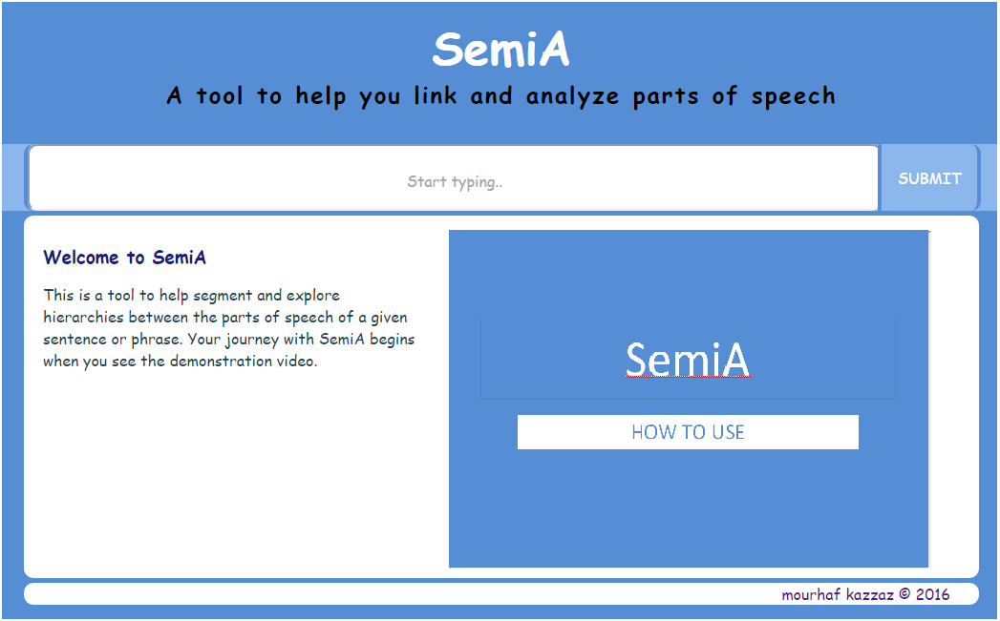 SemiA
A tool to help you link and analyze parts of speech
Start typing..
SUBMIT
Welcome to SemiA
This is a tool to help segment and explore
hierarchies between the parts of speech of a given
sentence or phrase. Your journey with SemiA begins
when you see the demonstration video.
SemiA
HOW TO USE
mourhaf kazzaz © 2016